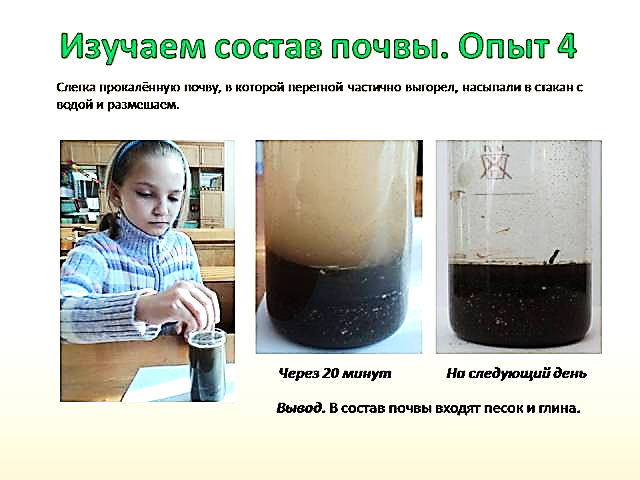 Изучаем состав почвы. Опыт 4
Слегка прокалённую почву, в которой перегной частично выгорел, насыпали в стакан с
водой и размешаем.
Через 20 минут
На следующий день
Вывод. В состав почвы входят песок и глина.